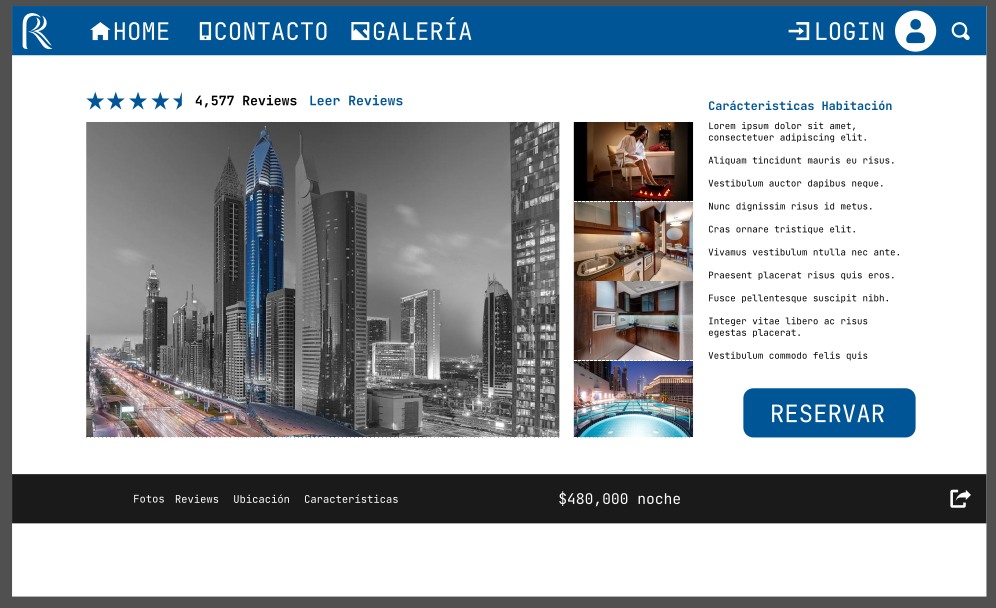 R
HOME CONTACTO GALERÍA LOGIN
4,577 Reviews Leer Reviews
Carácteristicas Habitación
Lorem ipsum dolor sit amet,
consectetuer adipiscing elit.
Aliquam tincidunt mauris eu risus.
Vestibulum auctor dapibus neque.
Nunc dignissim risus id metus.
Cras ornare tristique elit.
Vivamus vestibulum ntulla nec ante.
Praesent placerat risus quis eros.
Fusce pellentesque suscipit nibh.
Integer vitae libero ac risus
egestas placerat.
Vestibulum commodo felis quis
RESERVAR
Fotos Reviews Ubicación Características $480,000 noche